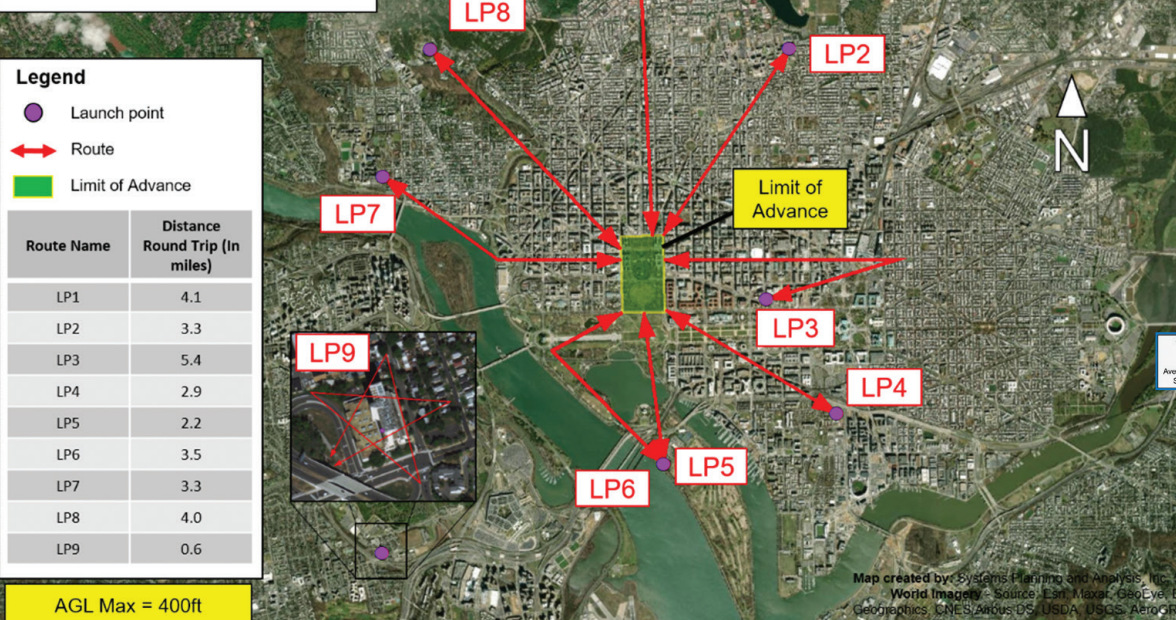 LP8
LP2
Legend
Launch point
Route
Limit of Advance
Route Name
Distance
Round Trip (In
miles)
LP1 4.1
LP2 3.3
LP3 5.4
LP4 2.9
LP5 2.2
LP6 3.5
LP7 3.3
LP8 4.0
LP9 0.6
AGL Max = 400ft
N
Limit of
Advance
LP7
LP3
LP9
LP4
LP5
LP6
Map created by: Systems Planning and Analysis, Inc.
World Imagery - Source: Esri, Maxar, GeoEye,
Geographics, CNES/Airbus DS, USDA, USGS,